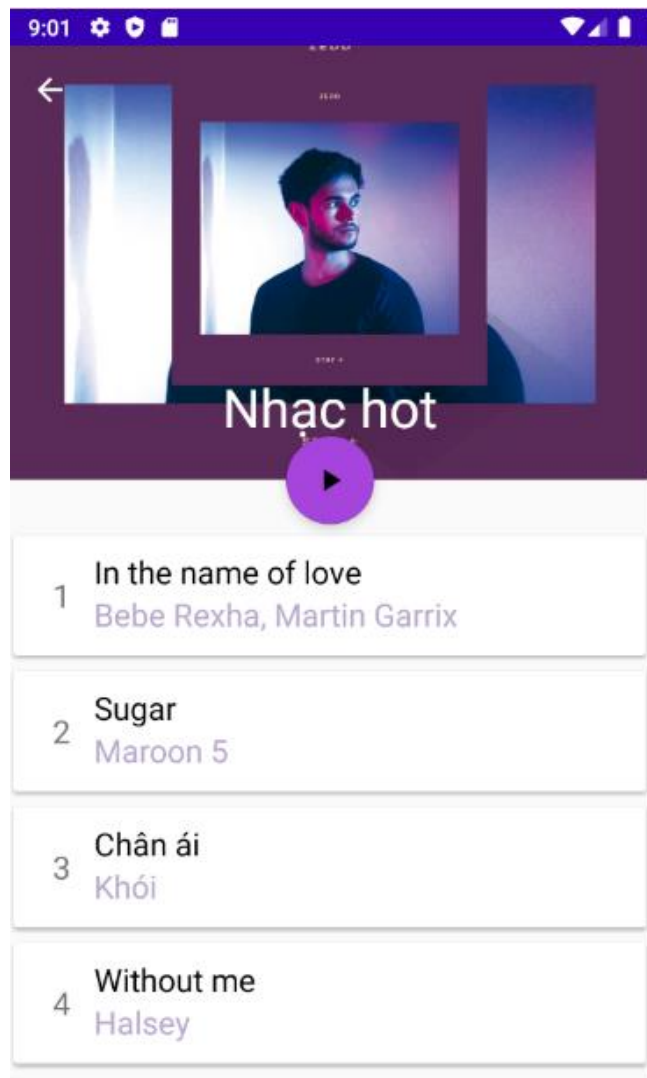 9:01
ZEDD
Nhạc hot
1
In the name of love
Bebe Rexha, Martin Garrix
2
Sugar
Maroon 5
3
Chân ái
Khói
4
Without me
Halsey